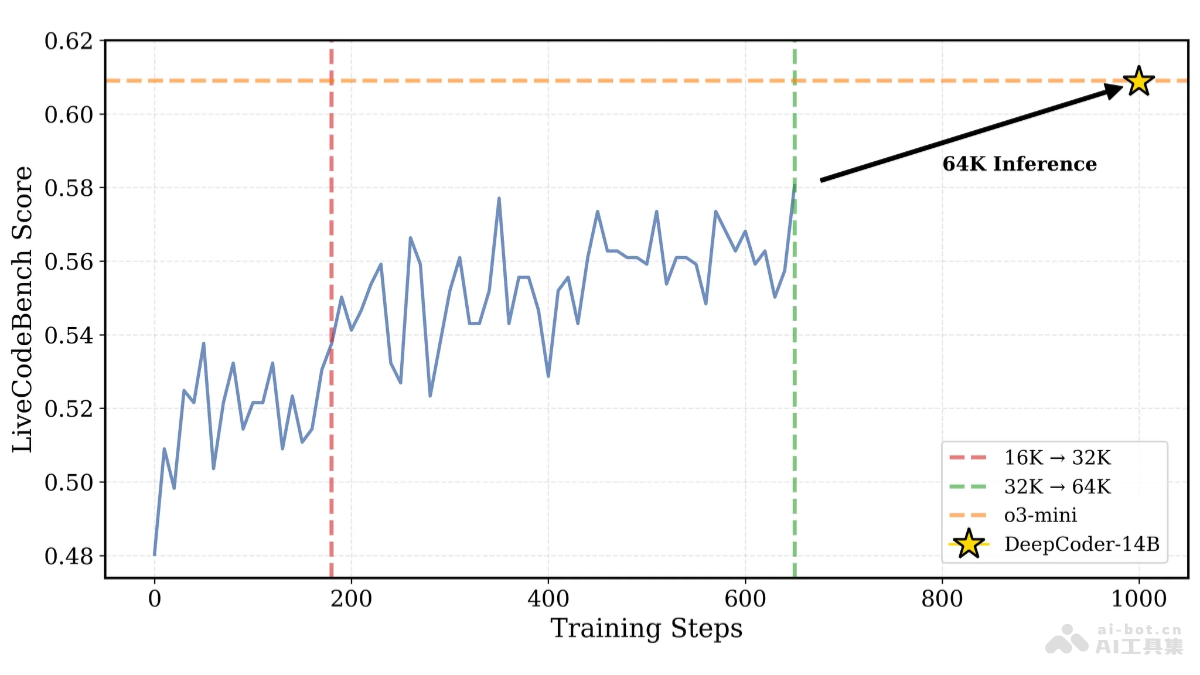 0.62
0.60
0.58
0.56
0.54
0.52
0.50
0.48
LiveCodeBench Score
64K Inference
16K → 32K
32K → 64K
o3-mini
DeepCoder-14B
0 200 400 600 800 1000
Training Steps
ai-bot.cn
AI工具集